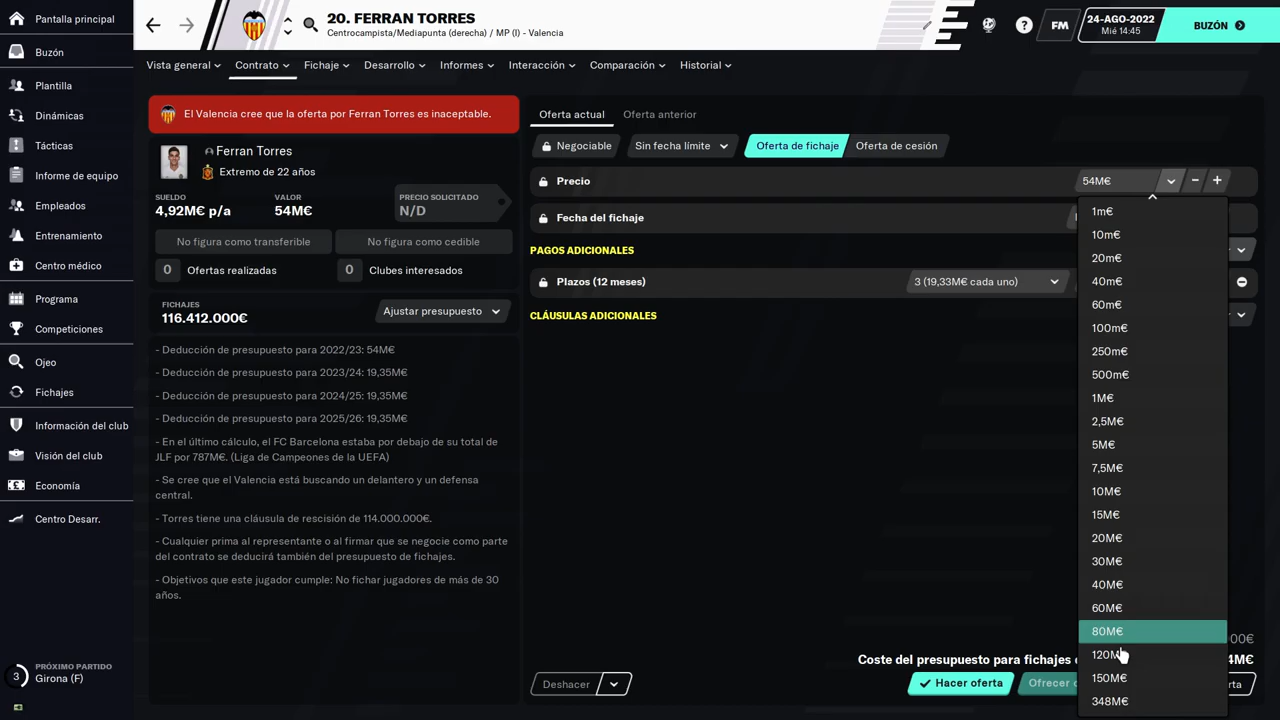 Pantalla principal
Buzón
Plantilla
Dinámicas
Tácticas
Informe de equipo
Empleados
Entrenamiento
Centro médico
Programa
Competiciones
Ojeo
Fichajes
Información del club
Visión del club
Economía
Centro Desarr.
3
PRÓXIMO PARTIDO
Girona (F)
20. FERRAN TORRES
Centrocampista/Mediapunta (derecha) / MP (I) - Valencia
?
FM
24-AGO-2022
Mié 14:45
BUZÓN
Vista general
Contrato
Fichaje
Desarrollo
Informes
Interacción
Comparación
Historial
El Valencia cree que la oferta por Ferran Torres es inaceptable.
Ferran Torres
Extremo de 22 años
SUELDO
4,92M€ p/a
VALOR
54M€
PRECIO SOLICITADO
N/D
No figura como transferible
No figura como cedible
0 Ofertas realizadas
0 Clubes interesados
FICHAJES
116.412.000€
Ajustar presupuesto
- Deducción de presupuesto para 2022/23: 54M€
- Deducción de presupuesto para 2023/24: 19,35M€
- Deducción de presupuesto para 2024/25: 19,35M€
- Deducción de presupuesto para 2025/26: 19,35M€
- En el último cálculo, el FC Barcelona estaba por debajo de su total de
JLF por 787M€. (Liga de Campeones de la UEFA)
- Se cree que el Valencia está buscando un delantero y un defensa
central.
- Torres tiene una cláusula de rescisión de 114.000.000€.
- Cualquier prima al representante o al firmar que se negocie como parte
del contrato se deducirá también del presupuesto de fichajes.
- Objetivos que este jugador cumple: No fichar jugadores de más de 30
años.
Oferta actual
Oferta anterior
Negociable
Sin fecha límite
Oferta de fichaje
Oferta de cesión
Precio
54M€
Fecha del fichaje
PAGOS ADICIONALES
Plazos (12 meses)
3 (19,33M€ cada uno)
CLÁUSULAS ADICIONALES
1m€
10m€
20m€
40m€
60m€
100m€
250m€
500m€
1M€
2,5M€
5M€
7,5M€
10M€
15M€
20M€
30M€
40M€
60M€
80M€
120M
150M€
348M€
00€
Coste del presupuesto para fichajes
4M€
Deshacer
Hacer oferta
Ofrecer
rta